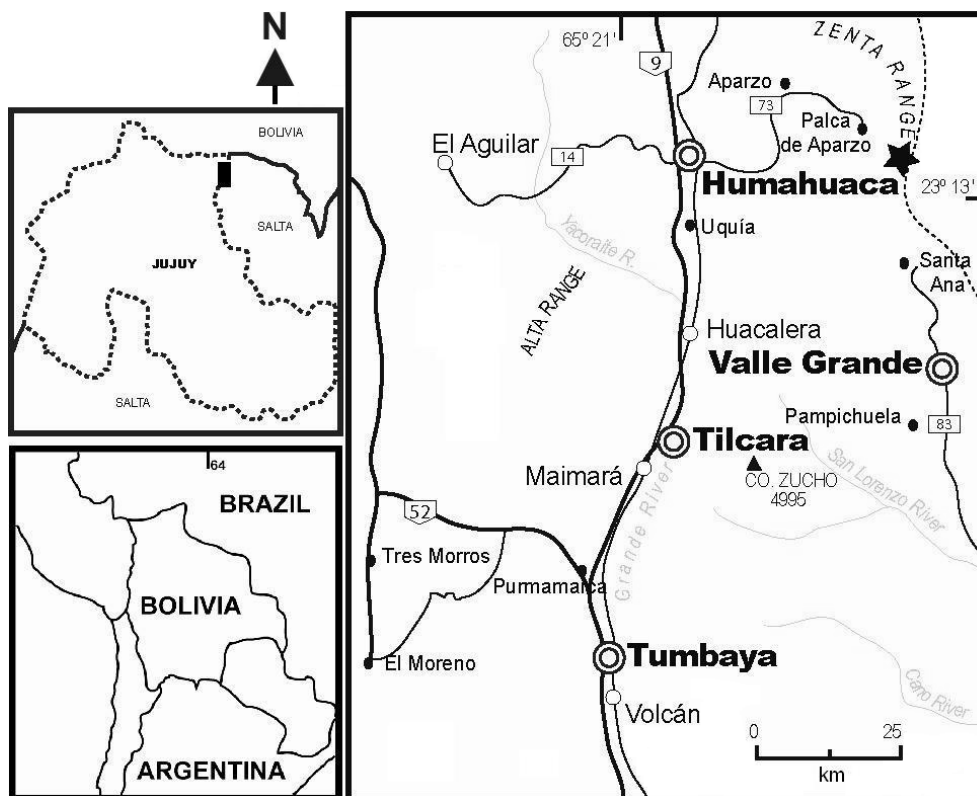 N
BOLIVIA
SALTA
JUJUY
SALTA
64
BRAZIL
BOLIVIA
ARGENTINA
65º 21'
ZENTA RANGE
9
Aparzo
73
Palca
de Aparzo
El Aguilar
14
Humahuaca
23º 13'
Uquía
Yacoraite R.
Santa
Ana
ALTA RANGE
Huacalera
Valle Grande
Pampichuela
83
Tilcara
Maimará
CO. ZUCHO
4995
San Lorenzo River
Grande River
52
Tres Morros
Purmamarca
El Moreno
Tumbaya
Cano River
Volcán
0
25
km